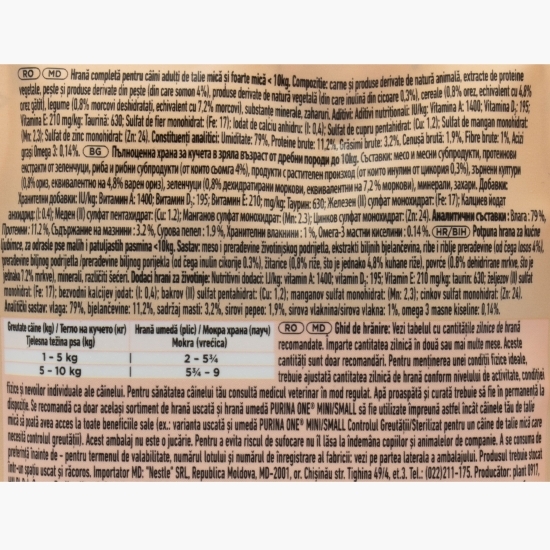 RO MD Hrană completă pentru câini adulți de talie mică și foarte mică < 10kg. Compoziție: carne și produse derivate de natură animală, extracte de proteine
vegetale, pește și produse derivate din pește (din care somon 4%), produse derivate de natură vegetală (din care inulină din cicoare 0,3%), cereale (0,8% orez, echivalent cu 4,8%
orez gătit), legume (0,8% morcovi deshidratați, echivalent cu 7,2% morcovi), substanțe minerale, zaharuri. Aditivi: Aditivi nutriționali: IU/kg: Vitamina A: 1400; Vitamina D₃: 195;
Vitamina E: 210 mg/kg: Taurină: 630; Sulfat de fier monohidrat: (Fe: 17); Iodat de calciu anhidru: (I: 0,4); Sulfat de cupru pentahidrat: (Cu: 1,2); Sulfat de mangan monohidrat:
(Mn: 2,3); Sulfat de zinc monohidrat: (Zn: 24). Constituenți analitici: Umiditate: 79%, Proteine brute: 11,2%, Grăsimi brute: 3,2%, Cenușă brută: 1,9%, Fibre brute: 1%, Acizi
grași Omega 3: 0,14%. BG Пълноценна храна за кучета в зряла възраст от дребни породи до 10kg. Съставки: месо и месни субпродукти, протеинови
екстракти от зеленчуци, риба и рибни субпродукти (от които сьомга 4%), продукти с растителен произход (от които инулин от цикория 0,3%), зърнени култури
(0,8% ориз, еквивалентно на 4,8% варен ориз), зеленчуци (0,8% дехидратирани моркови, еквивалентно на 7,2% моркови), минерали, захари. Добавки:
Хранителни добавки: IU/kg: Витамин A: 1400; Витамин D₃: 195; Витамин E: 210; mg/kg: Таурин: 630; Железен (II) сулфат монохидрат: (Fe: 17); Калциев йодат
анхидрид: (I: 0,4); Меден (II) сулфат пентахидрат: (Cu: 1,2); Манганов сулфат монохидрат: (Mn: 2,3); Цинков сулфат монохидрат: (Zn: 24). Аналитични съставки: Влага: 79%,
Протеини: 11,2 %, Съдържание на мазнини: 3,2 %, Сурова пепел: 1,9 %, Хранителни влакнини: 1 %, Омега-3 мастни киселини: 0,14 %. HR/BIH Potpuna hrana za kućne
ljubimce, za odrasle pse malih i patuljastih pasmina <10kg. Sastav: meso i prerađevine životinjskog podrijetla, ekstrakti biljnih bjelančevina, ribe i riblje prerađevine (od čega losos 4%),
prerađevine biljnog podrijetla (od čega inulin cikorije 0,3%), žitarice (0,8% riže, što je jednako 4,8% kuhane riže), povrće (0,8% dehidrirane mrkve, što je
jednako 7,2% mrkve), minerali, različiti šećeri. Dodaci hrani za životinje: Nutritivni dodaci: IU/kg: vitamin A: 1400; vitamin D₃: 195; vitamin E: 210 mg/kg: taurin: 630; željezov (II) sulfat
monohidrat: (Fe: 17); bezvodni kalcijev jodat: (I: 0,4); bakrov (II) sulfat pentahidrat: (Cu: 1,2); manganov sulfat monohidrat: (Mn: 2,3); cinkov sulfat monohidrat: (Zn: 24).
Analitički sastav: vlaga: 79%, bjelančevine: 11,2%, sadržaj masti: 3,2%, sirovi pepeo: 1,9%, sirova vlaknina/sirova vlakna: 1%, omega 3 masne kiseline: 0,14%.
Greutate câine (kg) / Тегло на кучето (кг)
Tjelesna težina psa (kg)
Hrană umedă (plic) / Мокра храна (пауч)
Mokra (vrećica)
1 - 5 kg
2 - 5¾
5 - 10 kg
5¾ - 9
RO MD Ghid de hrănire: Vezi tabelul cu cantitățile zilnice de hrană
recomandate. Împarte cantitatea zilnică în două sau mai multe mese. Aceste
cantități sunt doar recomandări. Pentru menținerea unei condiții fizice ideale,
trebuie ajustată cantitatea zilnică de hrană conform nivelului de activitate, condiției
fizice și nevoilor individuale ale câinelui. Pentru sănătatea câinelui tău consultă medicul veterinar în mod regulat. Apă proaspătă și curată trebuie să fie în permanență la
dispoziție. Se recomandă ca doar același sortiment de hrană uscată și hrană umedă PURINA ONE® MINI/SMALL să fie utilizate împreună astfel încât câinele tău de talie
mică să poată avea acces la toate beneficiile sale (ex.: varianta uscată și umedă PURINA ONE® MINI/SMALL Controlul Greutății/Sterilizat pentru un câine de talie mică care
necesită controlul greutății). Acest ambalaj nu este o jucărie. Pentru a evita riscul de sufocare nu îl lăsa la îndemâna copiilor și animalelor de companie. A se consuma de
preferință înainte de - pentru termenul de valabilitate, numărul lotului și numărul de înregistrare al fabricii: vezi pe partea laterală a ambalajului. Produsul trebuie stocat
într-un spațiu uscat și răcoros. Importator MD: "Nestle" SRL, Republica Moldova, MD-2001, or. Chișinău str. Tighina 49/4, et.3, Tel.: (022)211-175. Producător: plant 8917,